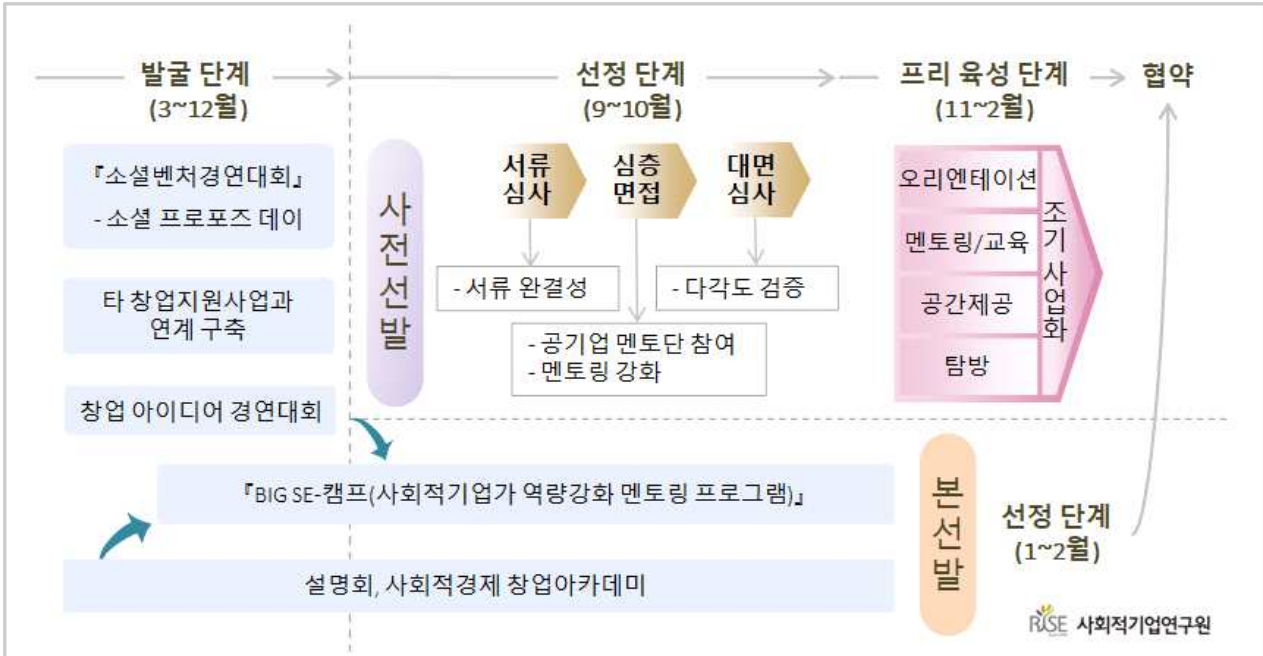 발굴 단계
(3~12월)
선정 단계
(9~10월)
프리 육성 단계
(11~2월)
협약
『소셜벤처경연대회』
- 소셜 프로포즈 데이
타 창업지원사업과
연계 구축
창업 아이디어 경연대회
사전선발
서류
심사
심층
면접
대면
심사
- 서류 완결성
- 다각도 검증
- 공기업 멘토단 참여
- 멘토링 강화
오리엔테이션
멘토링/교육
공간제공
탐방
조기 사업화
『BIG SE-캠프(사회적기업가 역량강화 멘토링 프로그램)』
설명회, 사회적경제 창업아카데미
본선발
선정 단계
(1~2월)
RISE 사회적기업연구원